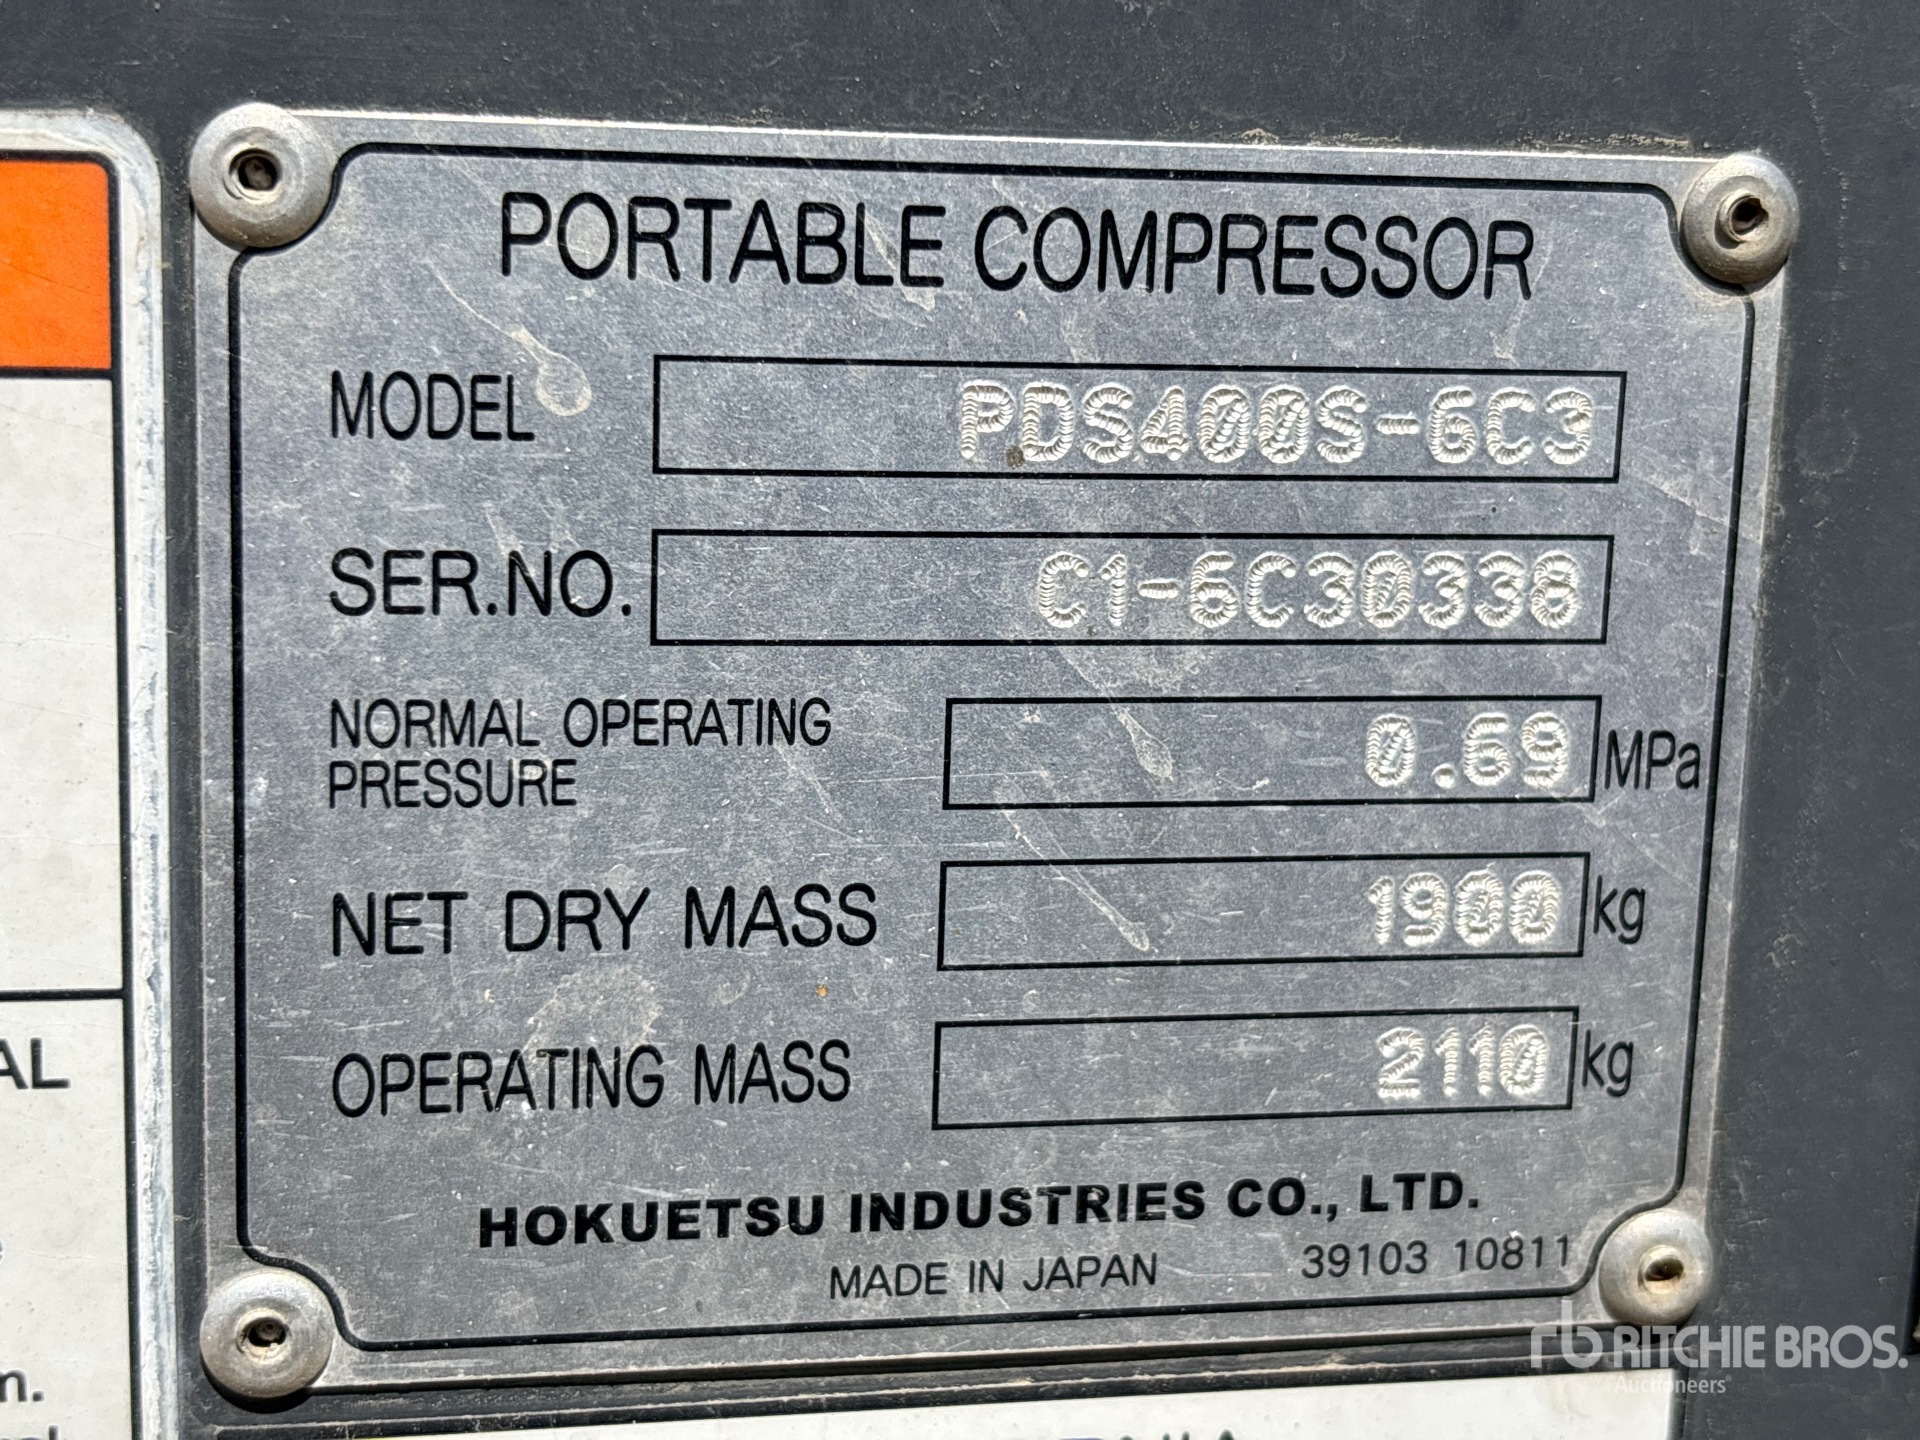 PORTABLE COMPRESSOR
MODEL PDS400S-6C3
SER.NO. C1-6C30338
NORMAL OPERATING
PRESSURE 0.69 MPa
NET DRY MASS 1900 kg
OPERATING MASS 2110 kg
HOKUETSU INDUSTRIES CO., LTD.
MADE IN JAPAN 39103 10811
AL
m.
rb RITCHIE BROS.
Auctioneers